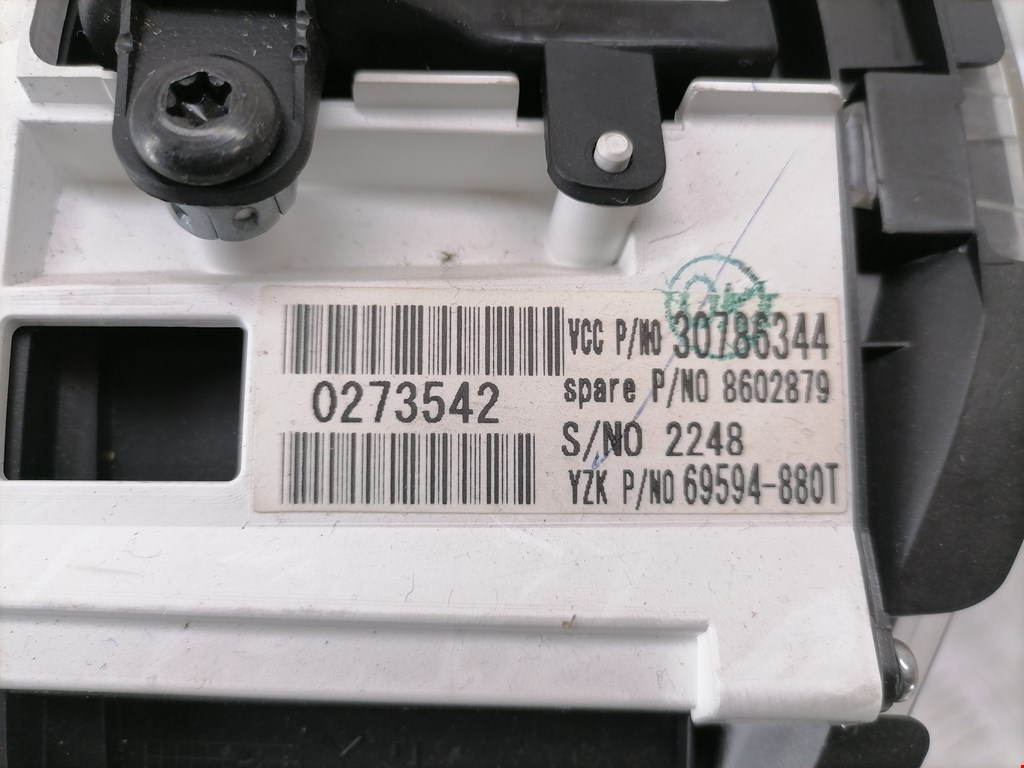 VCC P/NO 30786344
0273542
spare P/NO 8602879
S/NO 2248
YZK P/NO 69594-880T